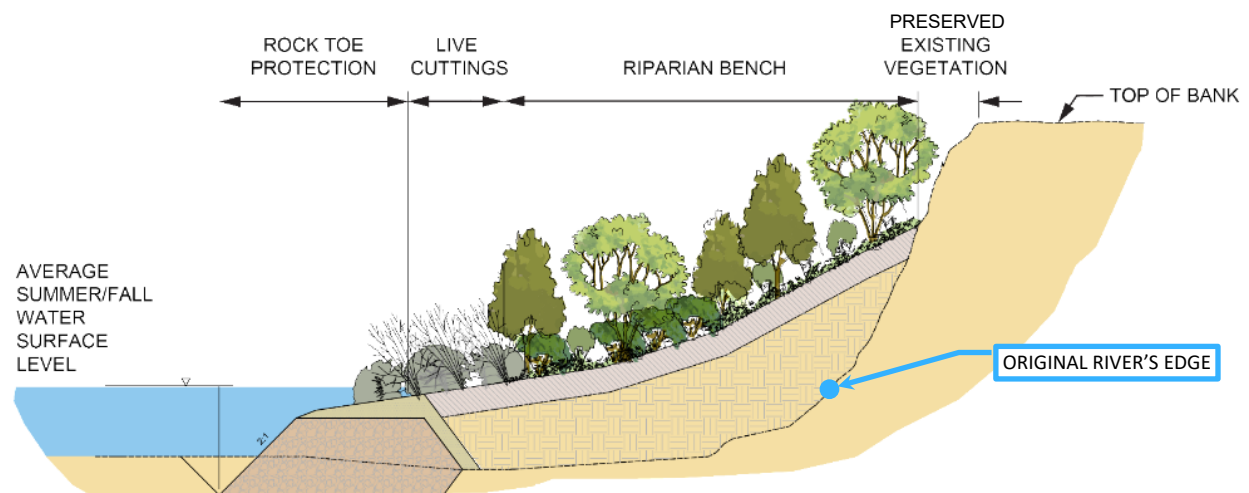 ROCK TOE
PROTECTION
LIVE
CUTTINGS
RIPARIAN BENCH
PRESERVED
EXISTING
VEGETATION
TOP OF BANK
AVERAGE
SUMMER/FALL
WATER
SURFACE
LEVEL
ORIGINAL RIVER'S EDGE
2:1